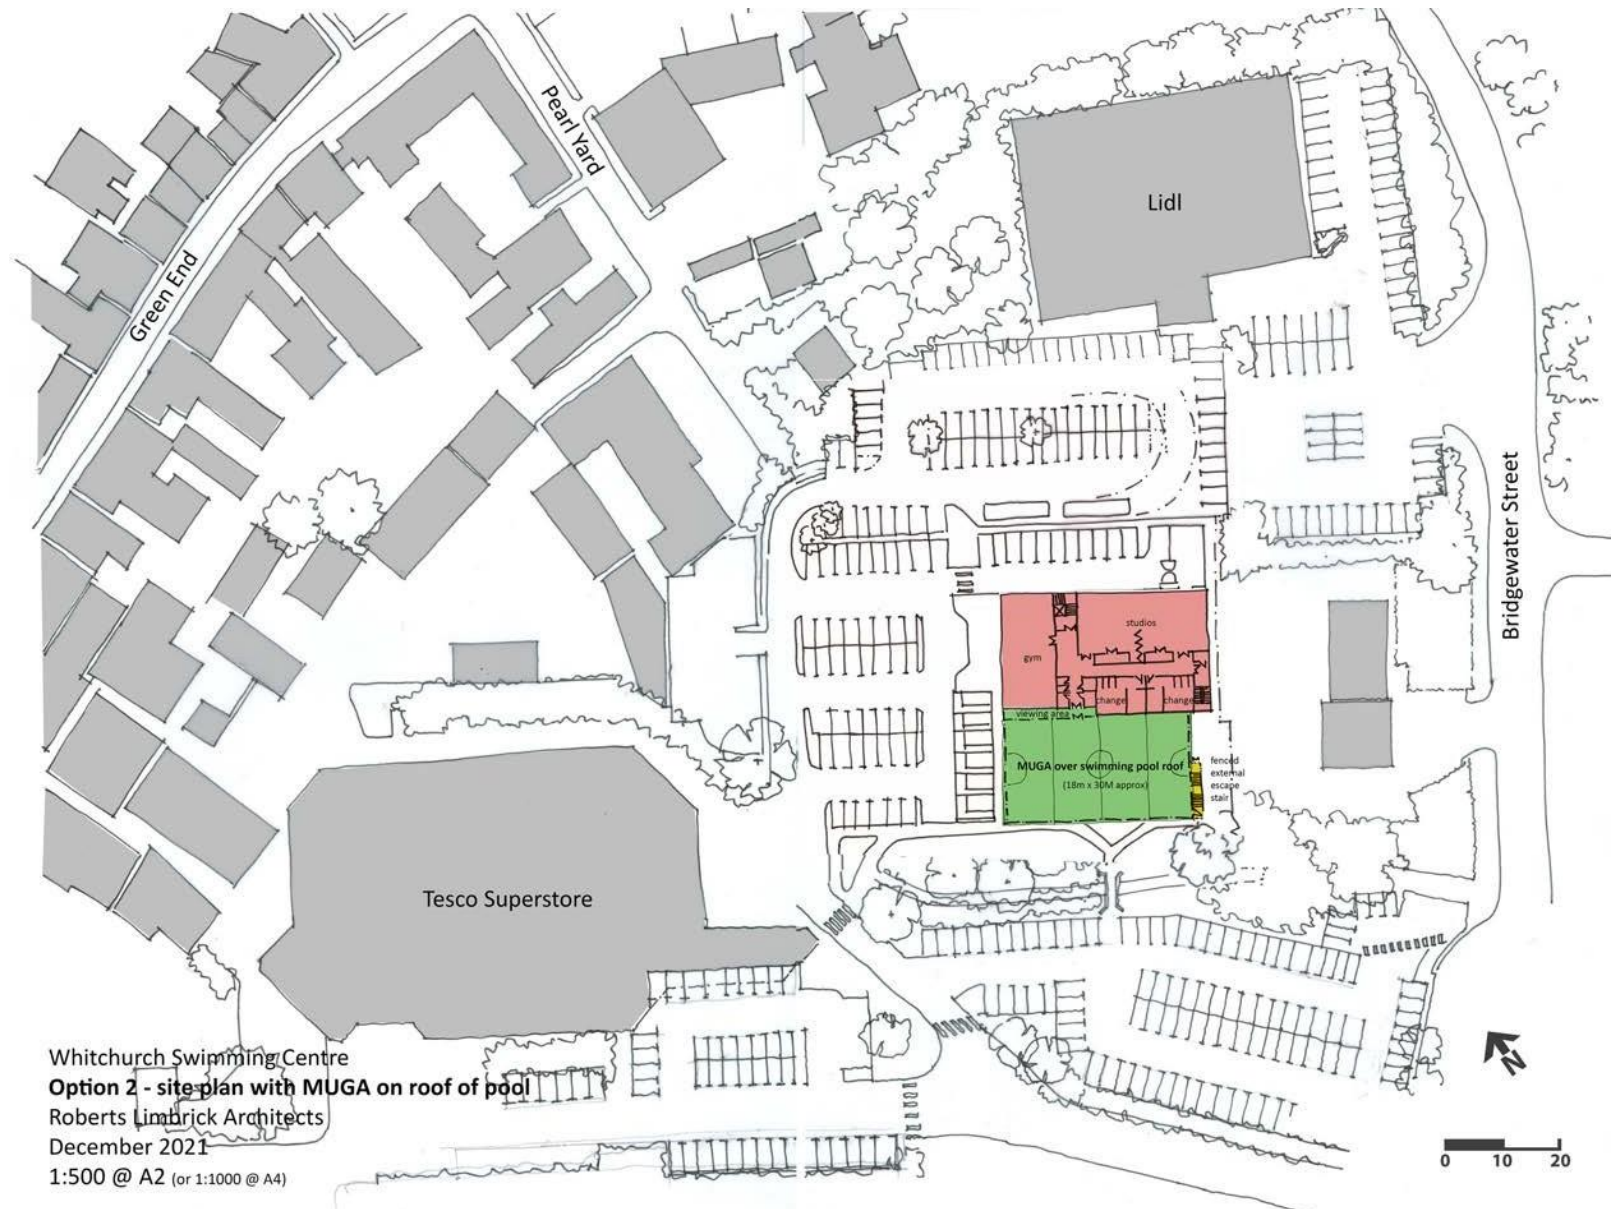 Pearl Yard
Lidl
Green End
Bridgewater Street
studios
gym
change
change
viewing area
MUGA over swimming pool roof
(18m x 30M approx)
fenced
external
escape
stair
Tesco Superstore
Whitchurch Swimming Centre
Option 2 - site plan with MUGA on roof of pool
Roberts Limbrick Architects
December 2021
1:500 @ A2 (or 1:1000 @ A4)
N
0 10 20